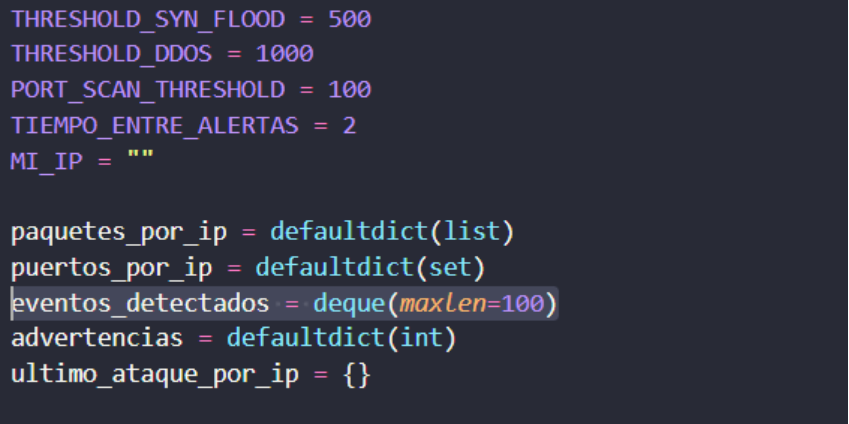 THRESHOLD_SYN_FLOOD = 500
THRESHOLD_DDOS = 1000
PORT_SCAN_THRESHOLD = 100
TIEMPO_ENTRE_ALERTAS = 2
MI_IP = ""
paquetes_por_ip = defaultdict(list)
puertos_por_ip = defaultdict(set)
eventos_detectados = deque(maxlen=100)
advertencias = defaultdict(int)
ultimo_ataque_por_ip = {}